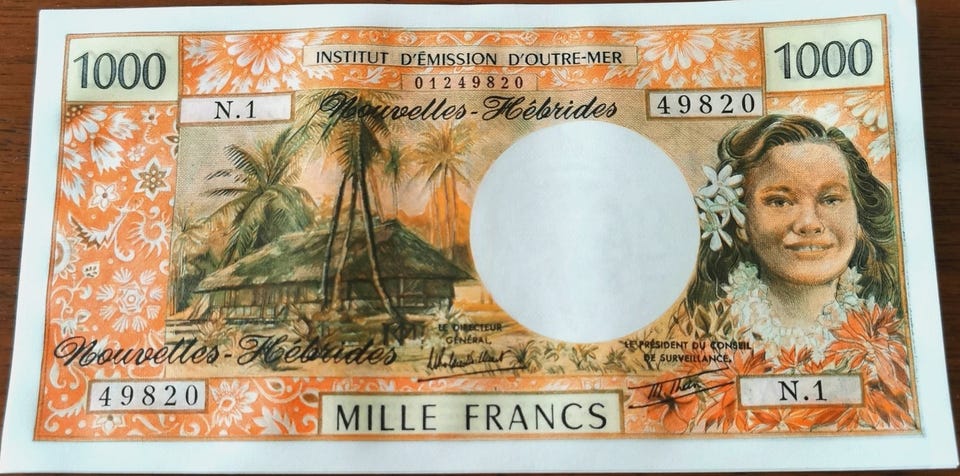 1000
INSTITUT D'ÉMISSION D'OUTRE-MER
1000
01249820
N.1
Nouvelles-Hébrides
49820
LE DIRECTEUR
GÉNÉRAL,
LE PRÉSIDENT DU CONSEIL
DE SURVEILLANCE,
Nouvelles-Hébrides
49820
N.1
MILLE FRANCS